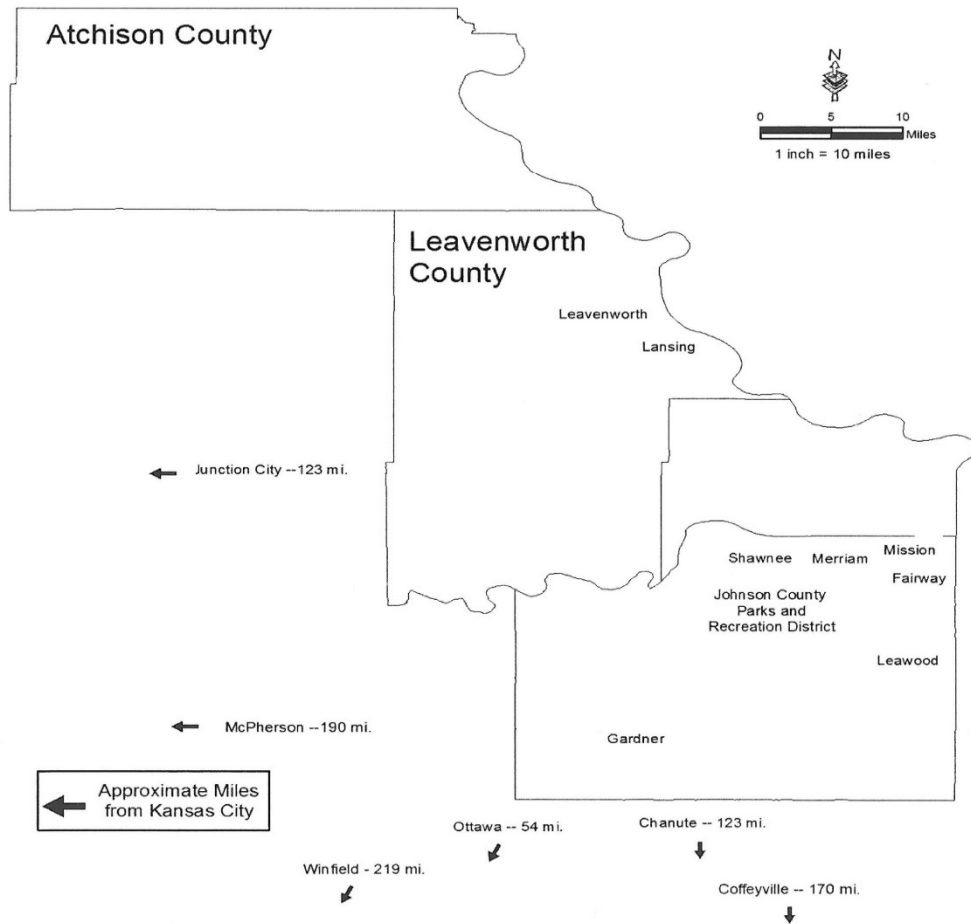 Atchison County
N
0 5 10
Miles
1 inch = 10 miles
Leavenworth
County
Leavenworth
Lansing
Junction City --123 mi.
Shawnee Merriam Mission
Fairway
Johnson County
Parks and
Recreation District
Leawood
McPherson --190 mi.
Gardner
Approximate Miles
from Kansas City
Ottawa -- 54 mi.
Chanute -- 123 mi.
Winfield - 219 mi.
Coffeyville -- 170 mi.